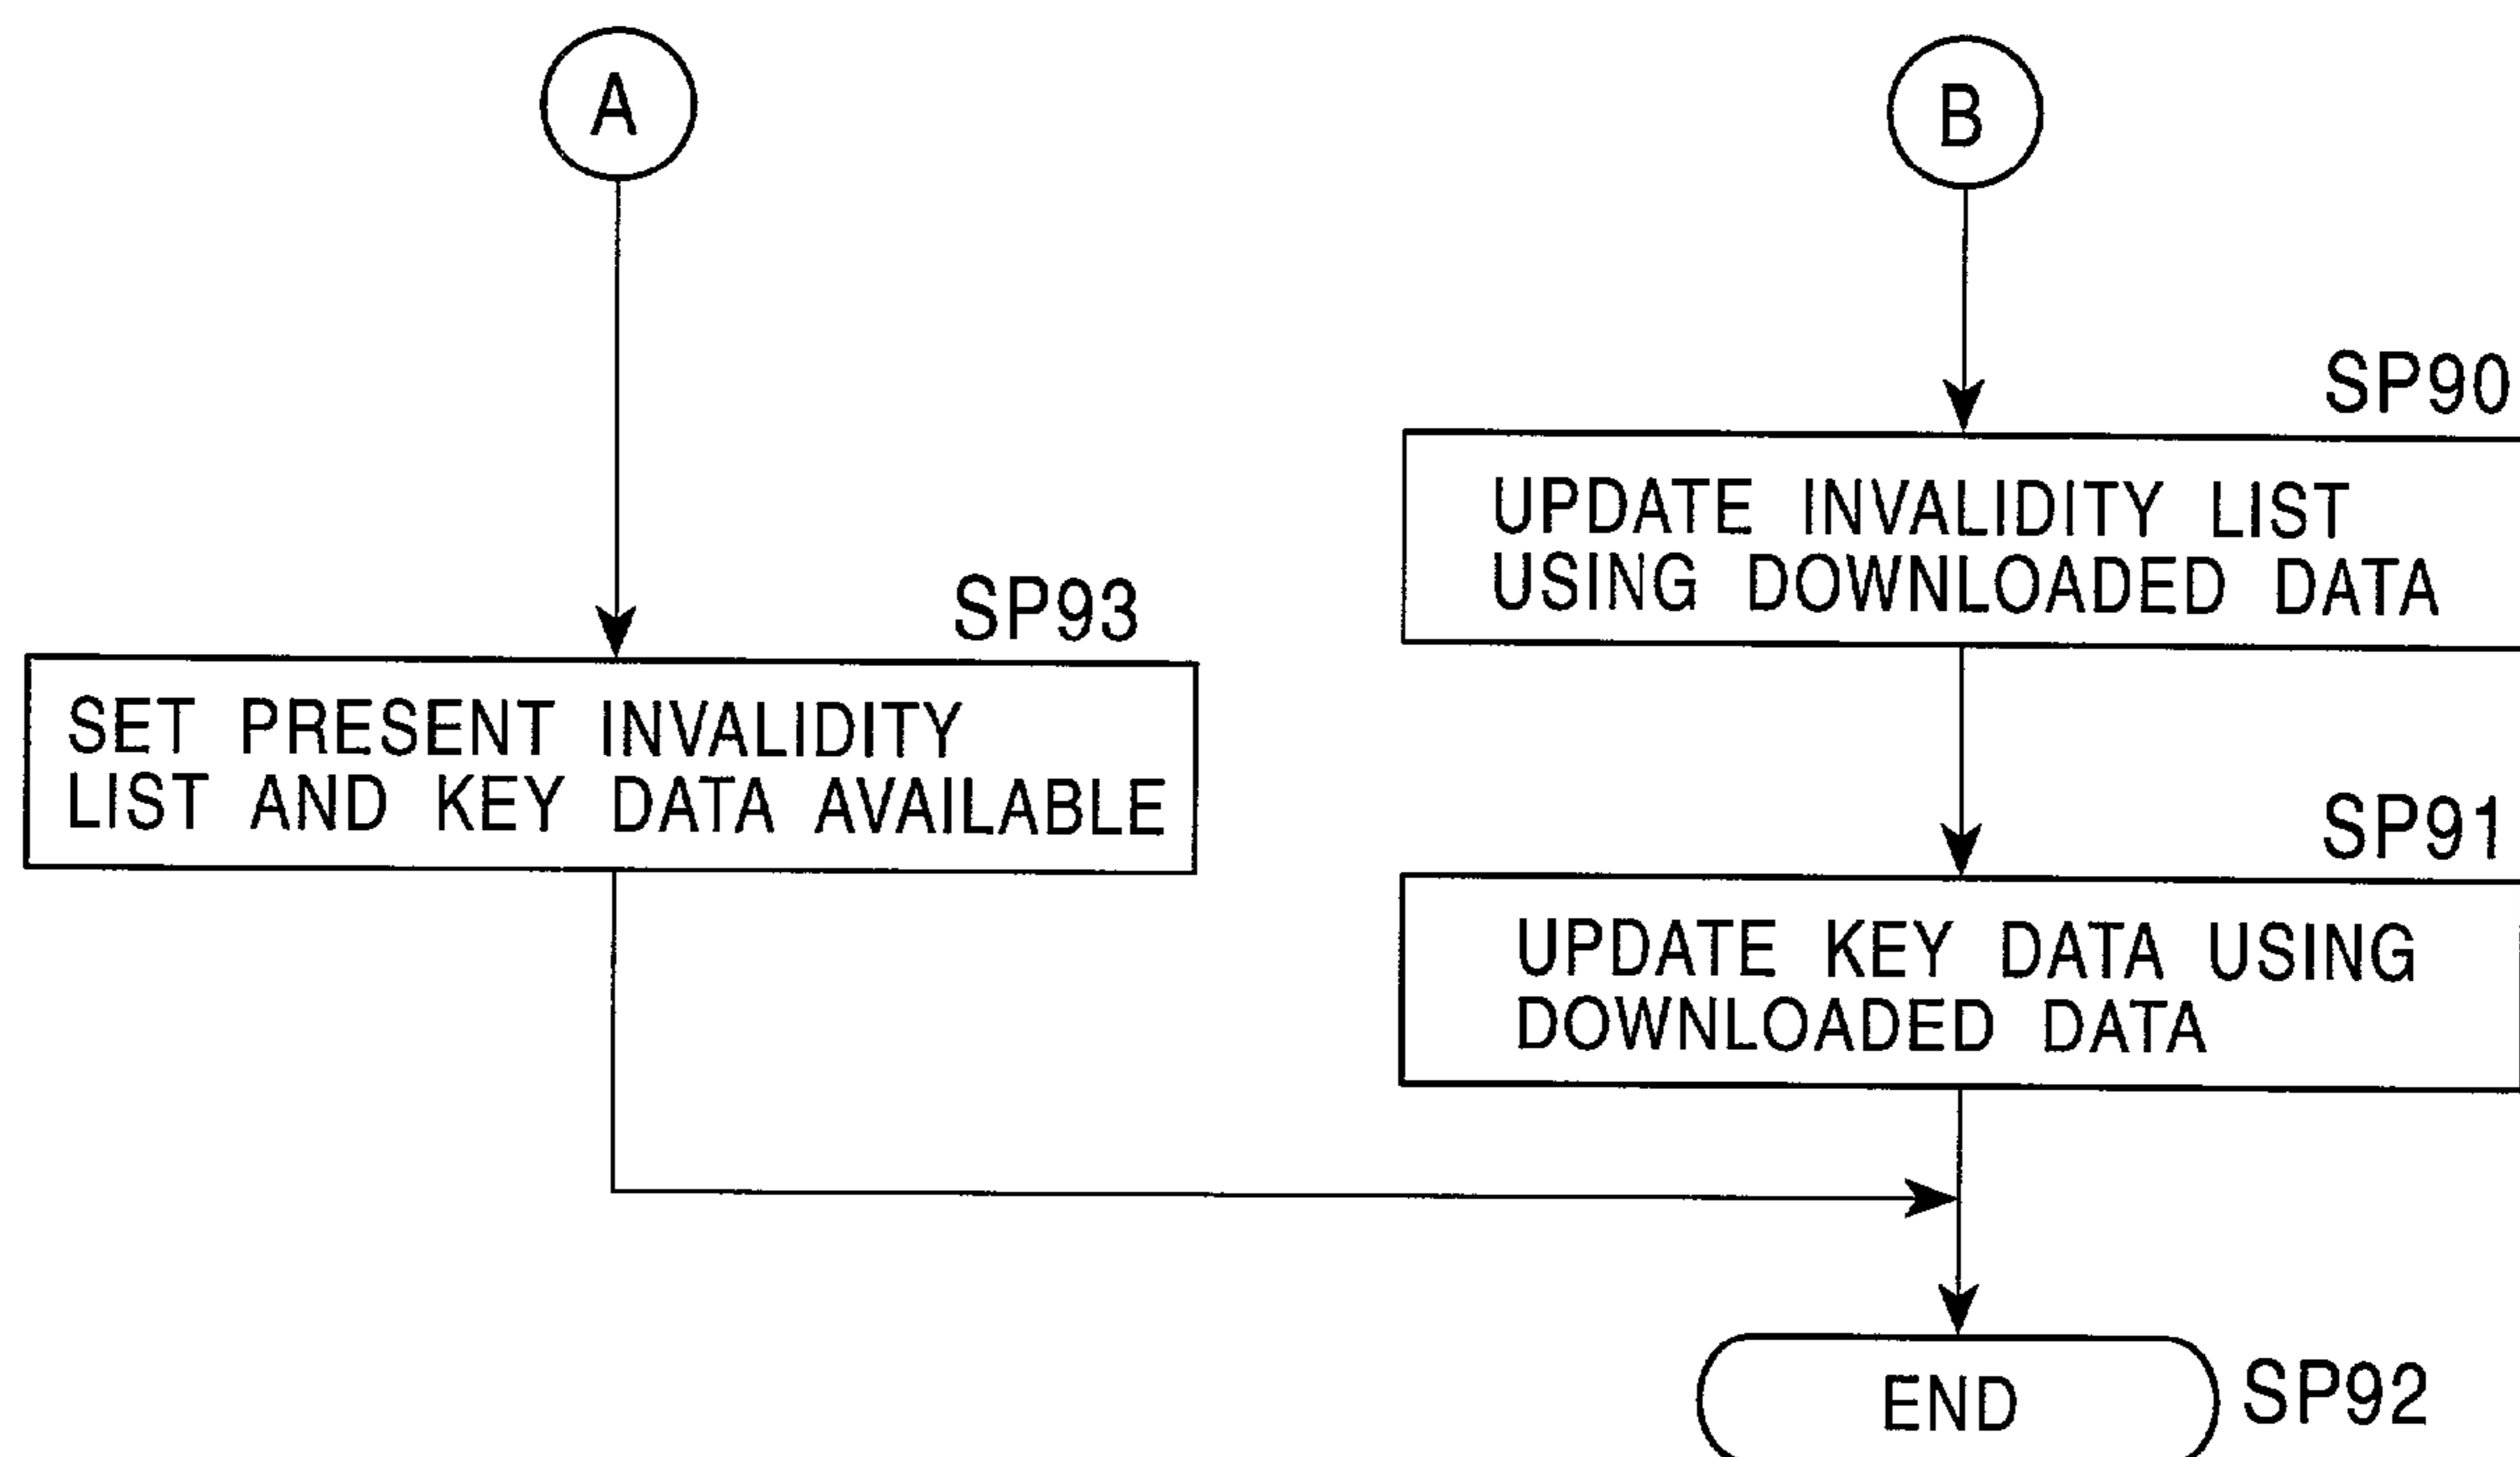 A
B
SP90
UPDATE INVALIDITY LIST
USING DOWNLOADED DATA
SP93
SET PRESENT INVALIDITY
LIST AND KEY DATA AVAILABLE
SP91
UPDATE KEY DATA USING
DOWNLOADED DATA
END
SP92